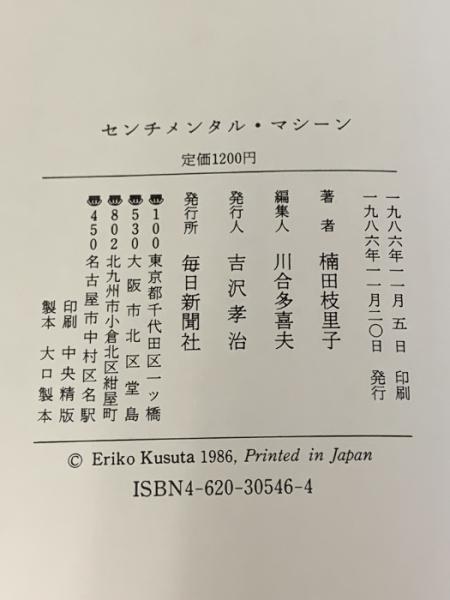 センチメンタル・マシーン
定価1200円
一九八六年一一月五日 印刷
一九八六年一一月二〇日 発行
著者 楠田枝里子
編集人 川合多喜夫
発行人 吉沢孝治
発行所 毎日新聞社
〠100 東京都千代田区一ッ橋
〠530 大阪市北区堂島
〠802 北九州市小倉北区紺屋町
〠450 名古屋市中村区名駅
印刷 中央精版
製本 大口製本
© Eriko Kusuta 1986, Printed in Japan
ISBN4-620-30546-4